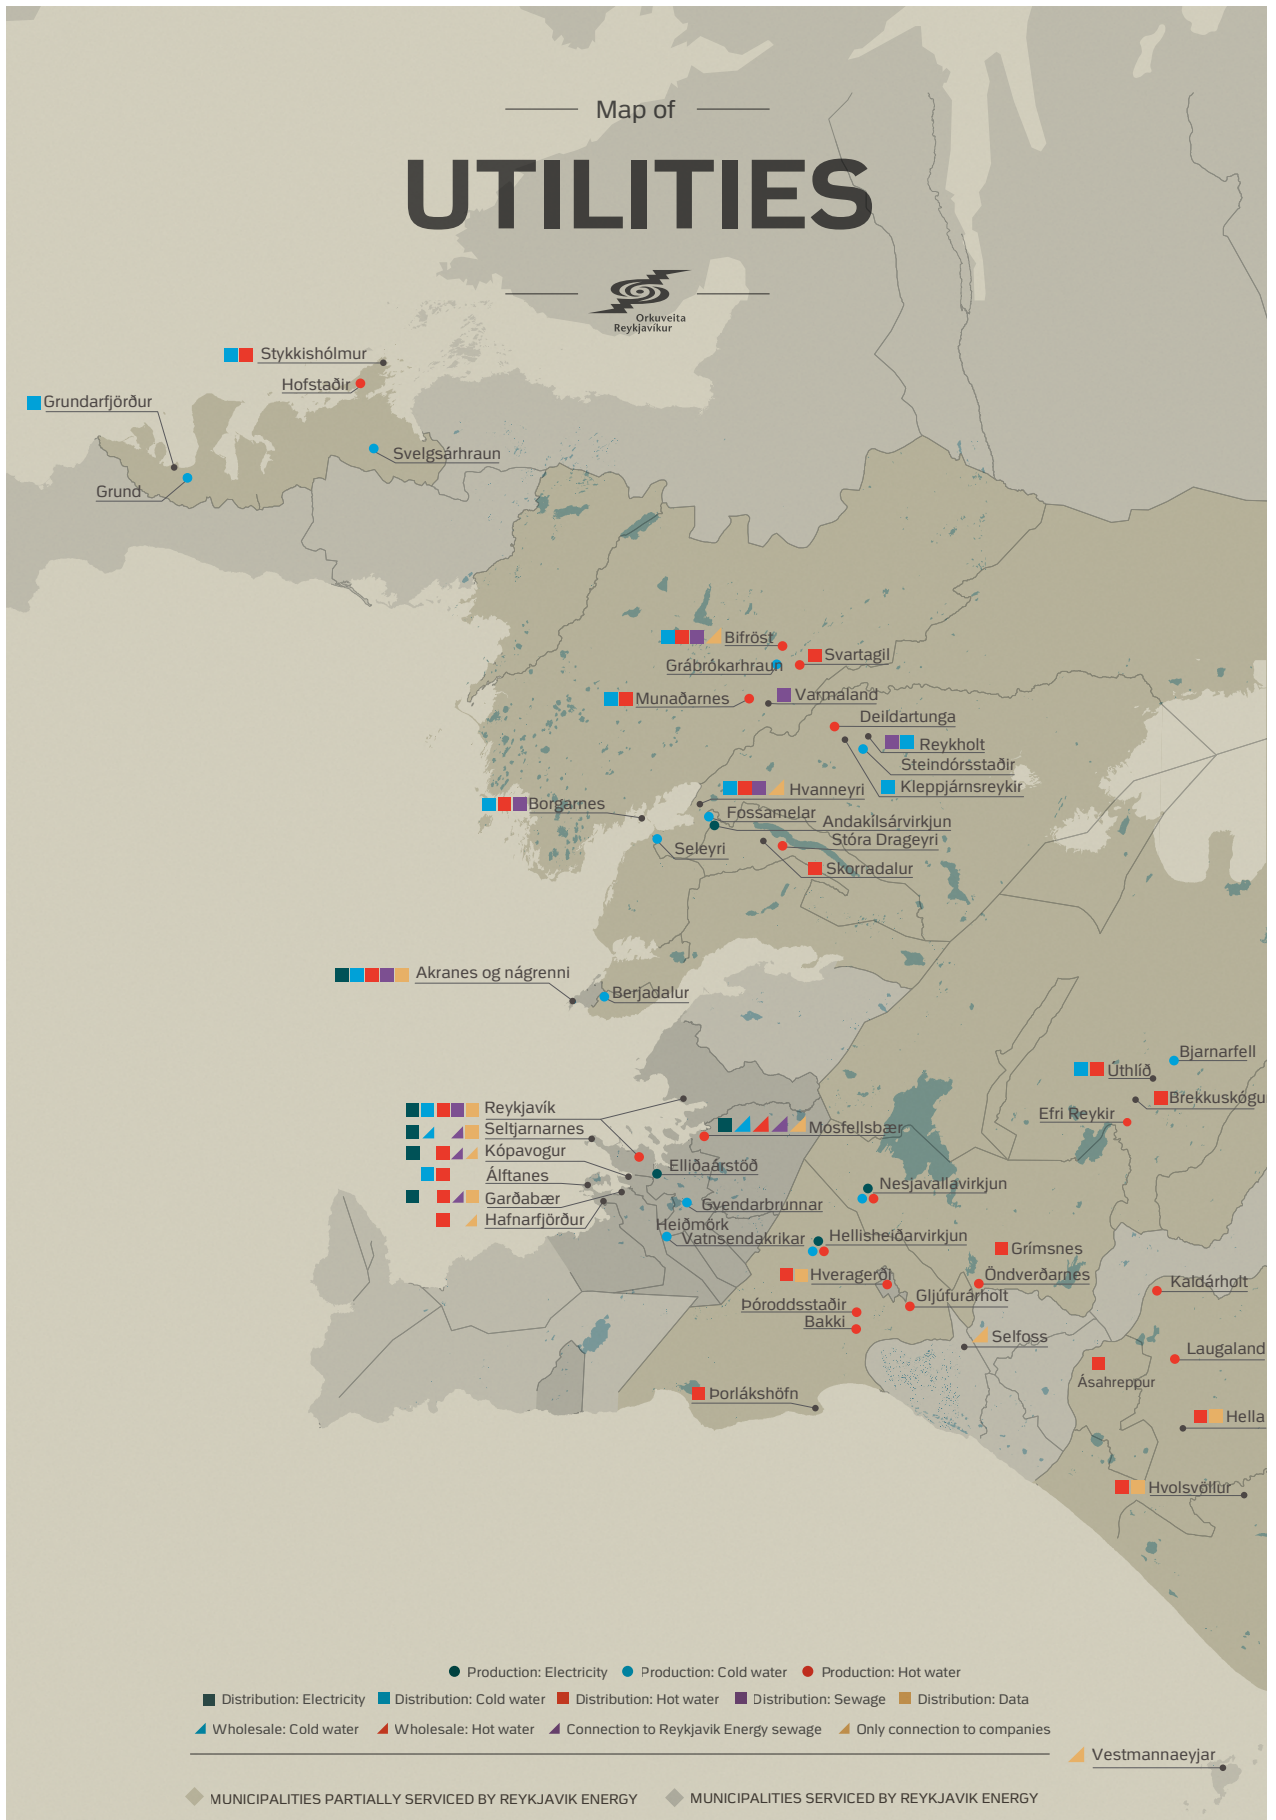 Map of
UTILITIES
Orkuveita
Reykjavíkur
Stykkishólmur
Hofstaðir
Grundarfjörður
Svelgsárhraun
Grund
Bifröst
Svartagil
Grábrókarhraun
Munaðarnes
Varmaland
Deildartunga
Reykholt
Steindórsstaðir
Kleppjárnsreykir
Hvanneyri
Borgarnes
Fossamelar
Andakílsárvirkjun
Stóra Drageyri
Seleyri
Skorradalur
Akranes og nágrenni
Berjadalur
Bjarnarfell
Úthlíð
Brekkuskógu
Efri Reykir
Reykjavík
Seltjarnarnes
Mosfellsbær
Kópavogur
Elliðaárstöð
Álftanes
Nesjavallavirkjun
Garðabær
Gvendarbrunnar
Hafnarfjörður
Heiðmörk
Vatnsendakrikar
Hellisheiðarvirkjun
Grímsnes
Hveragerði
Öndverðarnes
Kaldárholt
Gljúfurárholt
Þóroddsstaðir
Bakki
Selfoss
Laugaland
Ásahreppur
Þorlákshöfn
Hella
Hvolsvöllur
Production: Electricity Production: Cold water Production: Hot water
Distribution: Electricity Distribution: Cold water Distribution: Hot water Distribution: Sewage Distribution: Data
Wholesale: Cold water Wholesale: Hot water Connection to Reykjavik Energy sewage Only connection to companies
Vestmannaeyjar
MUNICIPALITIES PARTIALLY SERVICED BY REYKJAVIK ENERGY MUNICIPALITIES SERVICED BY REYKJAVIK ENERGY